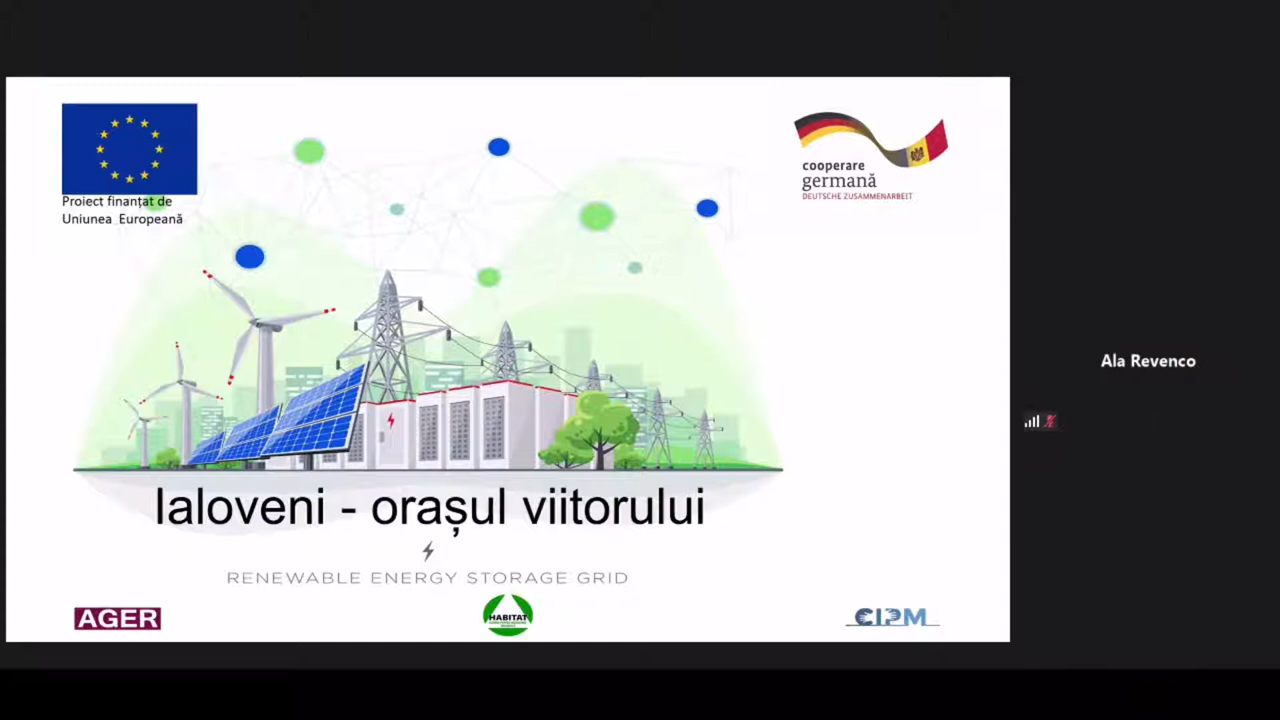 Proiect finanțat de
Uniunea Europeană
cooperare
germană
DEUTSCHE ZUSAMMENARBEIT
Ala Revenco
Ialoveni - orașul viitorului
RENEWABLE ENERGY STORAGE GRID
AGER
HABITAT
CIPM